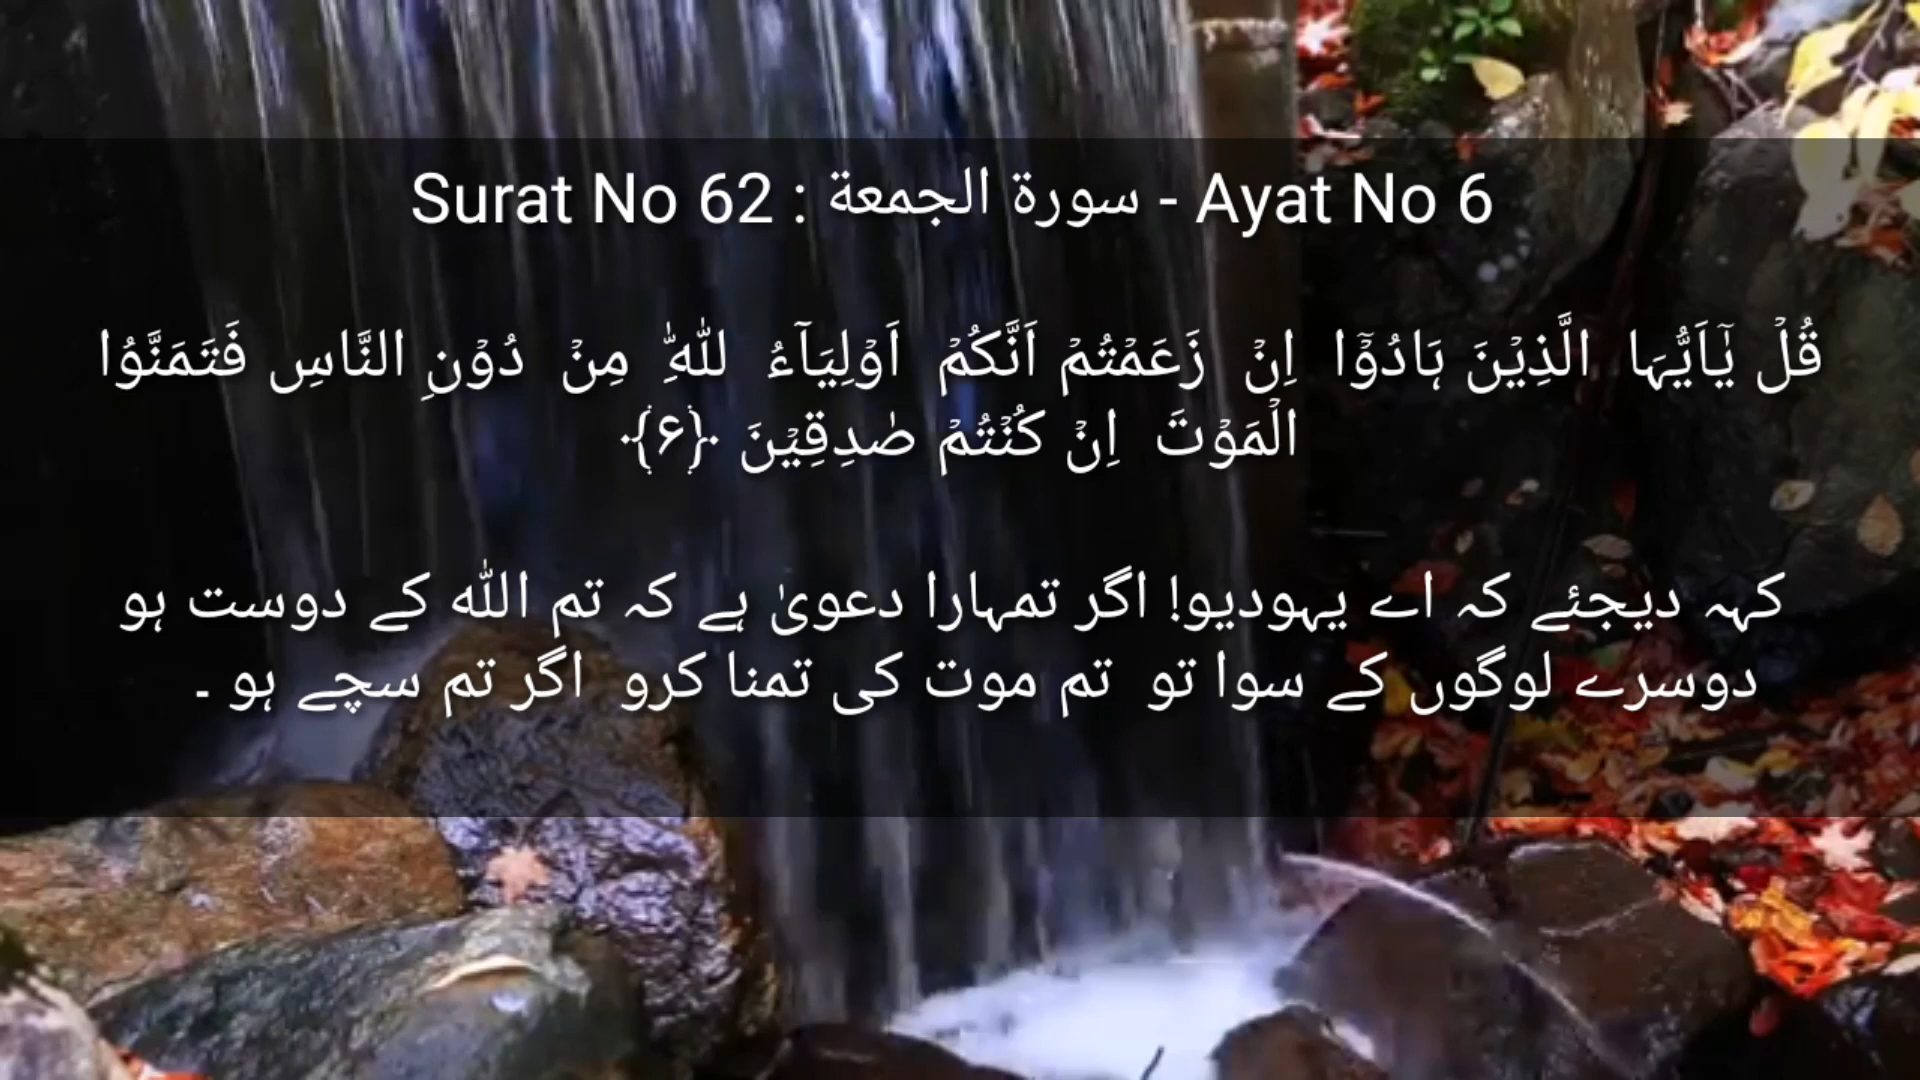 Surat No 62 : سورة الجمعة - Ayat No 6
قُلۡ یٰۤاَیُّہَا الَّذِیۡنَ ہَادُوۡۤا اِنۡ زَعَمۡتُمۡ اَنَّکُمۡ اَوۡلِیَآءُ لِلّٰہِ مِنۡ دُوۡنِ النَّاسِ فَتَمَنَّوُا
الۡمَوۡتَ اِنۡ کُنۡتُمۡ صٰدِقِیۡنَ ﴿۶﴾
کہہ دیجئے کہ اے یہودیو! اگر تمہارا دعویٰ ہے کہ تم اللہ کے دوست ہو
دوسرے لوگوں کے سوا تو تم موت کی تمنا کرو اگر تم سچے ہو ۔